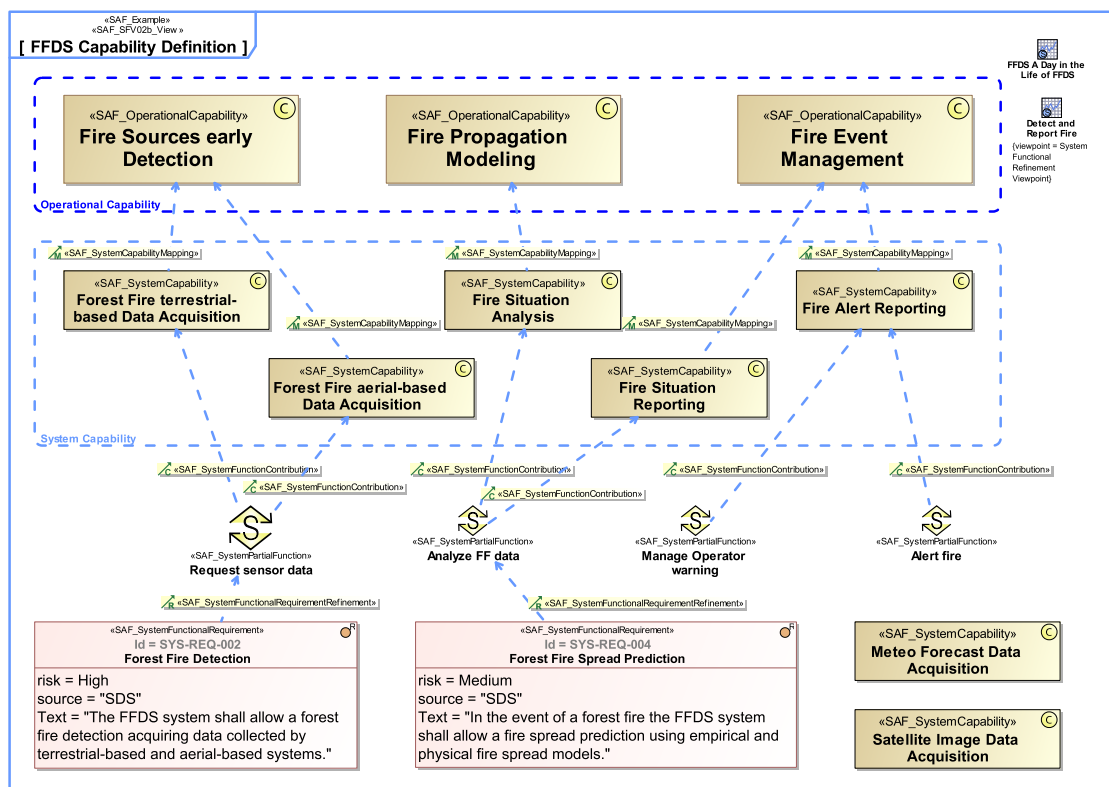 «SAF_Example»
«SAF_SFV02b_View »
[ FFDS Capability Definition ]
FFDS A Day in the
Life of FFDS
Detect and
Report Fire
{viewpoint = System
Functional
Refinement
Viewpoint}
«SAF_OperationalCapability»
Fire Sources early
Detection
C
«SAF_OperationalCapability»
Fire Propagation
Modeling
C
«SAF_OperationalCapability»
Fire Event
Management
C
Operational Capability
M «SAF_SystemCapabilityMapping»
M «SAF_SystemCapabilityMapping»
M «SAF_SystemCapabilityMapping»
«SAF_SystemCapability»
Forest Fire terrestrial-
based Data Acquisition
C
«SAF_SystemCapability»
Fire Situation
Analysis
C
«SAF_SystemCapability»
Fire Alert Reporting
C
M «SAF_SystemCapabilityMapping»
M «SAF_SystemCapabilityMapping»
«SAF_SystemCapability»
Forest Fire aerial-based
Data Acquisition
C
«SAF_SystemCapability»
Fire Situation
Reporting
C
System Capability
C «SAF_SystemFunctionContribution»
C «SAF_SystemFunctionContribution»
C «SAF_SystemFunctionContribution»
C «SAF_SystemFunctionContribution»
C «SAF_SystemFunctionContribution»
C «SAF_SystemFunctionContribution»
S
«SAF_SystemPartialFunction»
Request sensor data
S
«SAF_SystemPartialFunction»
Analyze FF data
S
«SAF_SystemPartialFunction»
Manage Operator
warning
S
«SAF_SystemPartialFunction»
Alert fire
R «SAF_SystemFunctionalRequirementRefinement»
R «SAF_SystemFunctionalRequirementRefinement»
«SAF_SystemFunctionalRequirement»
R
Id = SYS-REQ-002
Forest Fire Detection
risk = High
source = "SDS"
Text = "The FFDS system shall allow a forest
fire detection acquiring data collected by
terrestrial-based and aerial-based systems."
«SAF_SystemFunctionalRequirement»
R
Id = SYS-REQ-004
Forest Fire Spread Prediction
risk = Medium
source = "SDS"
Text = "In the event of a forest fire the FFDS system
shall allow a fire spread prediction using empirical and
physical fire spread models."
«SAF_SystemCapability»
Meteo Forecast Data
Acquisition
C
«SAF_SystemCapability»
Satellite Image Data
Acquisition
C